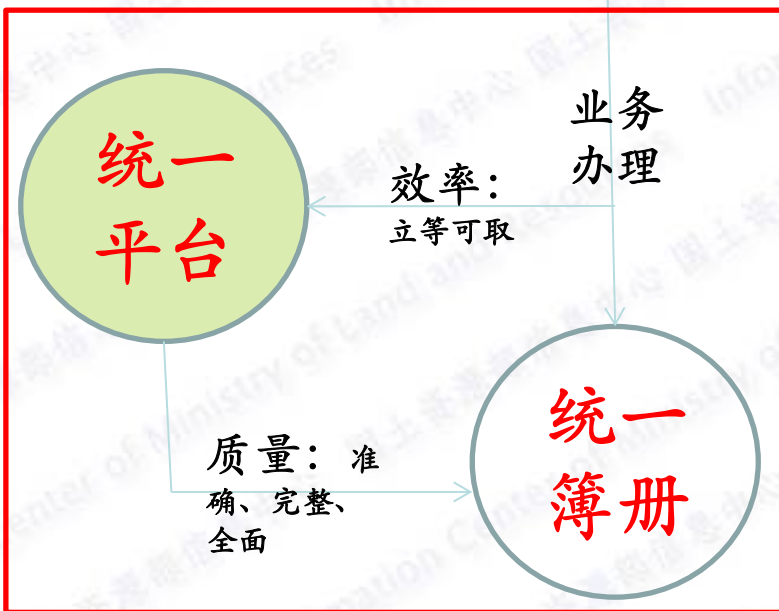 统一
平台
业务
办理
效率：
立等可取
质量：准
确、完整、
全面
统一
簿册